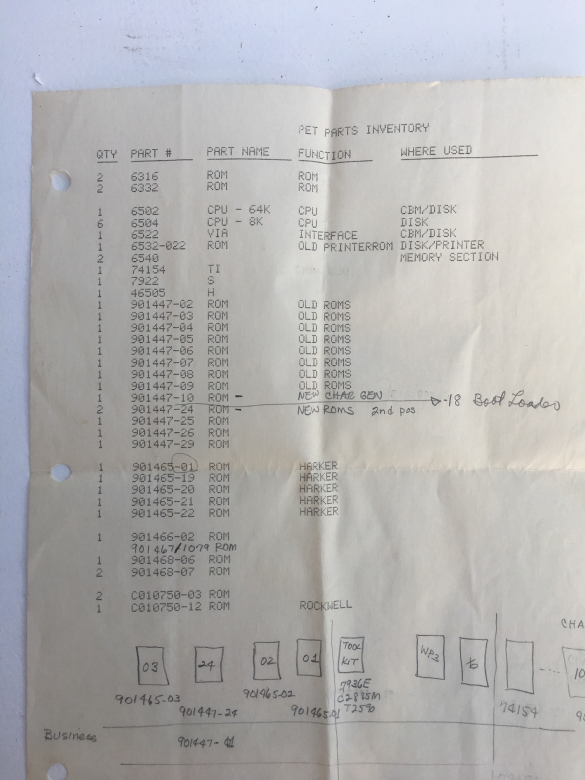 PET PARTS INVENTORY
QTY PART # PART NAME FUNCTION WHERE USED
2 6316 ROM ROM
2 6332 ROM ROM
1 6502 CPU - 64K CPU CBM/DISK
6 6504 CPU - 8K CPU DISK
1 6522 VIA INTERFACE CBM/DISK
1 6532-022 ROM OLD PRINTERROM DISK/PRINTER
2 6540 MEMORY SECTION
1 74154 TI
1 7922 S
1 46505 H
1 901447-02 ROM OLD ROMS
1 901447-03 ROM OLD ROMS
1 901447-04 ROM OLD ROMS
1 901447-05 ROM OLD ROMS
1 901447-06 ROM OLD ROMS
1 901447-07 ROM OLD ROMS
1 901447-08 ROM OLD ROMS
1 901447-09 ROM OLD ROMS
1 901447-10 ROM - NEW CHAR GEN -18 Boot Loader
2 901447-24 ROM - NEW ROMS 2nd pos
1 901447-25 ROM
1 901447-26 ROM
1 901447-29 ROM
1 901465-01 ROM HARKER
1 901465-19 ROM HARKER
1 901465-20 ROM HARKER
1 901465-21 ROM HARKER
1 901465-22 ROM HARKER
1 901466-02 ROM
901467/1079 ROM
1 901468-06 ROM
2 901468-07 ROM
2 C010750-03 ROM
1 C010750-12 ROM ROCKWELL
CHA
03 24 02 01 TOOL KIT WP3 10
901465-03 901447-24 901465-02 901465-01 7936E C2835M T2590 74154
Business 901447-